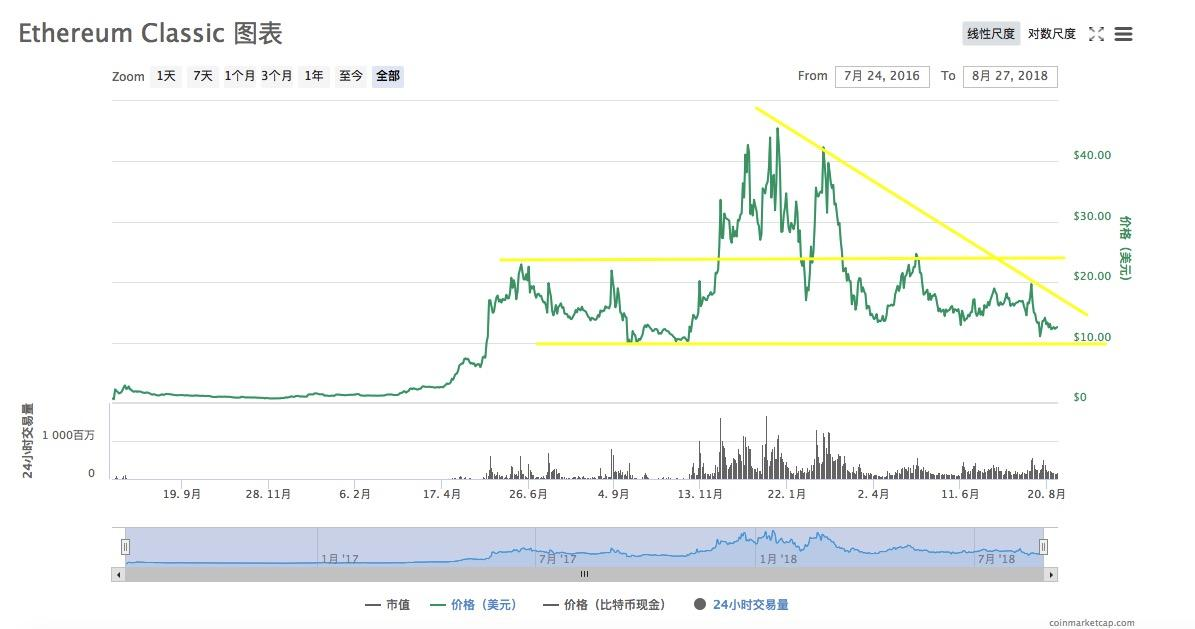 Ethereum Classic 图表
线性尺度 对数尺度
Zoom 1天 7天 1个月 3个月 1年 至今 全部
From 7月 24, 2016 To 8月 27, 2018
$40.00
$30.00
$20.00
$10.00
$0
价格（美元）
24小时交易量
1 000百万
0
19. 9月 28. 11月 6. 2月 17. 4月 26. 6月 4. 9月 13. 11月 22. 1月 2. 4月 11. 6月 20. 8月
1月 '17 7月 '17 1月 '18 7月 '18
市值 价格（美元） 价格（比特币现金） 24小时交易量
coinmarketcap.com